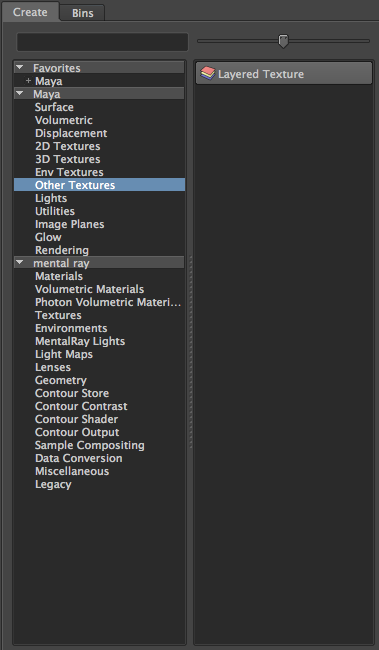 Create
Bins
Favorites
Maya
Maya
Surface
Volumetric
Displacement
2D Textures
3D Textures
Env Textures
Other Textures
Lights
Utilities
Image Planes
Glow
Rendering
mental ray
Materials
Volumetric Materials
Photon Volumetric Materi...
Textures
Environments
MentalRay Lights
Light Maps
Lenses
Geometry
Contour Store
Contour Contrast
Contour Shader
Contour Output
Sample Compositing
Data Conversion
Miscellaneous
Legacy
Layered Texture